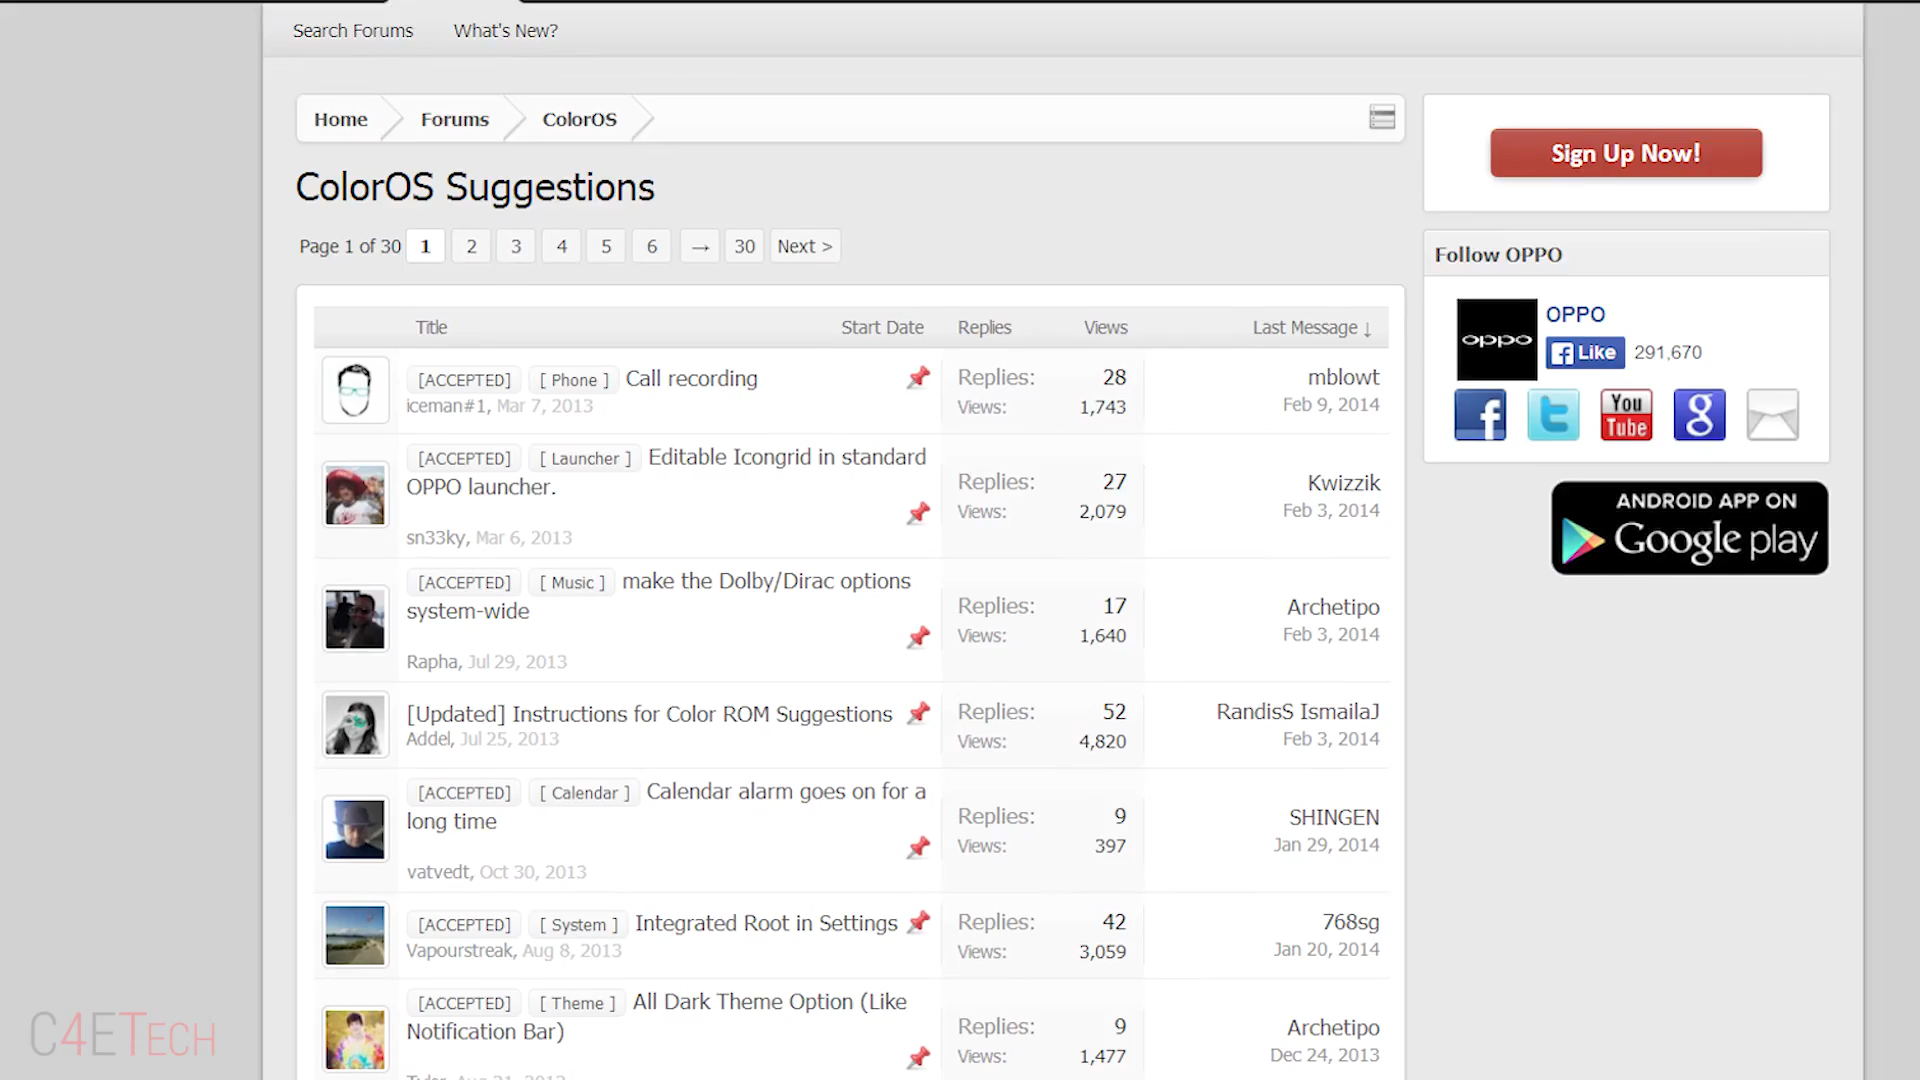 Search Forums What's New?
Home Forums ColorOS
Sign Up Now!
ColorOS Suggestions
Page 1 of 30 1 2 3 4 5 6 → 30 Next >
Follow OPPO
oppo
OPPO
Like 291,670
You Tube
ANDROID APP ON
Google play
Title Start Date Replies Views Last Message ↓
[ACCEPTED] [ Phone ] Call recording
iceman#1, Mar 7, 2013
Replies: 28
Views: 1,743
mblowt
Feb 9, 2014
[ACCEPTED] [ Launcher ] Editable Icongrid in standard
OPPO launcher.
sn33ky, Mar 6, 2013
Replies: 27
Views: 2,079
Kwizzik
Feb 3, 2014
[ACCEPTED] [ Music ] make the Dolby/Dirac options
system-wide
Rapha, Jul 29, 2013
Replies: 17
Views: 1,640
Archetipo
Feb 3, 2014
[Updated] Instructions for Color ROM Suggestions
Addel, Jul 25, 2013
Replies: 52
Views: 4,820
RandisS IsmailaJ
Feb 3, 2014
[ACCEPTED] [ Calendar ] Calendar alarm goes on for a
long time
vatvedt, Oct 30, 2013
Replies: 9
Views: 397
SHINGEN
Jan 29, 2014
[ACCEPTED] [ System ] Integrated Root in Settings
Vapourstreak, Aug 8, 2013
Replies: 42
Views: 3,059
768sg
Jan 20, 2014
[ACCEPTED] [ Theme ] All Dark Theme Option (Like
Notification Bar)
Replies: 9
Views: 1,477
Archetipo
Dec 24, 2013
C4ETECH